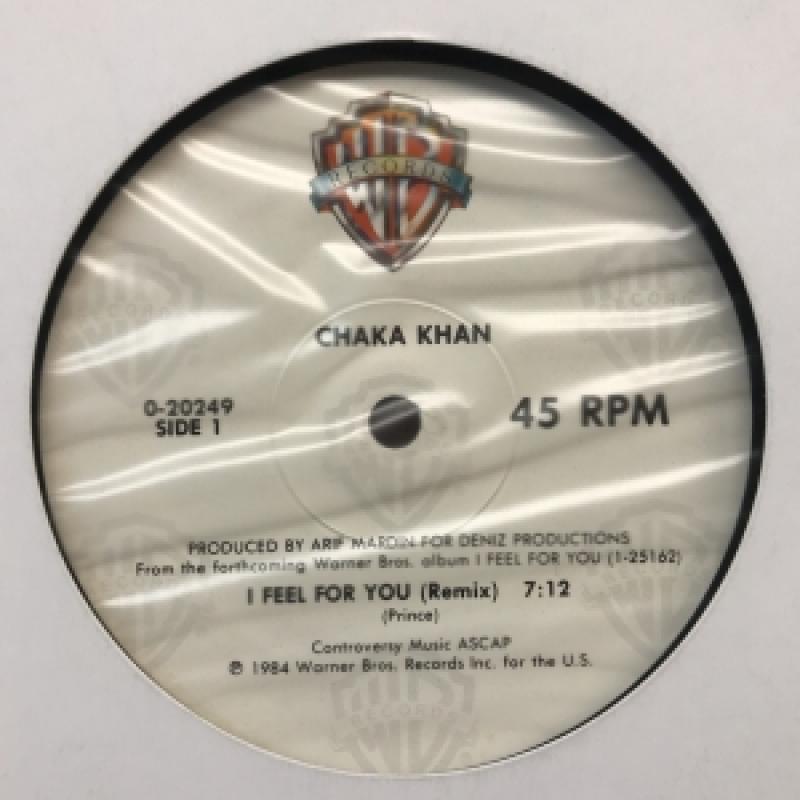 RECORDS
CHAKA KHAN
0-20249
SIDE 1
45 RPM
PRODUCED BY ARIF MARDIN FOR DENIZ PRODUCTIONS
From the forthcoming Warner Bros. album I FEEL FOR YOU (1-25162)
I FEEL FOR YOU (Remix) 7:12
(Prince)
Controversy Music ASCAP
℗ 1984 Warner Bros. Records Inc. for the U.S.
RECORDS